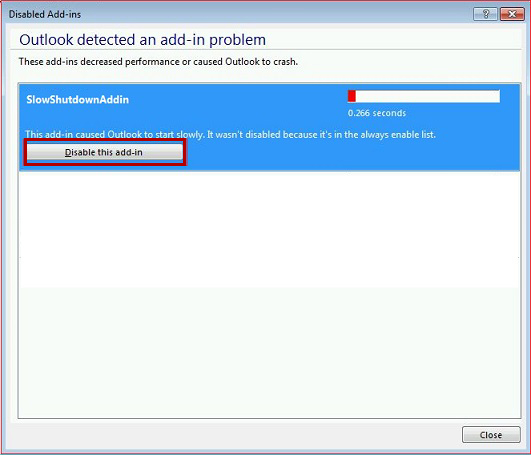 Disabled Add-ins
Outlook detected an add-in problem
These add-ins decreased performance or caused Outlook to crash.
SlowShutdownAddin
0.266 seconds
This add-in caused Outlook to start slowly. It wasn't disabled because it's in the always enable list.
Disable this add-in
Close